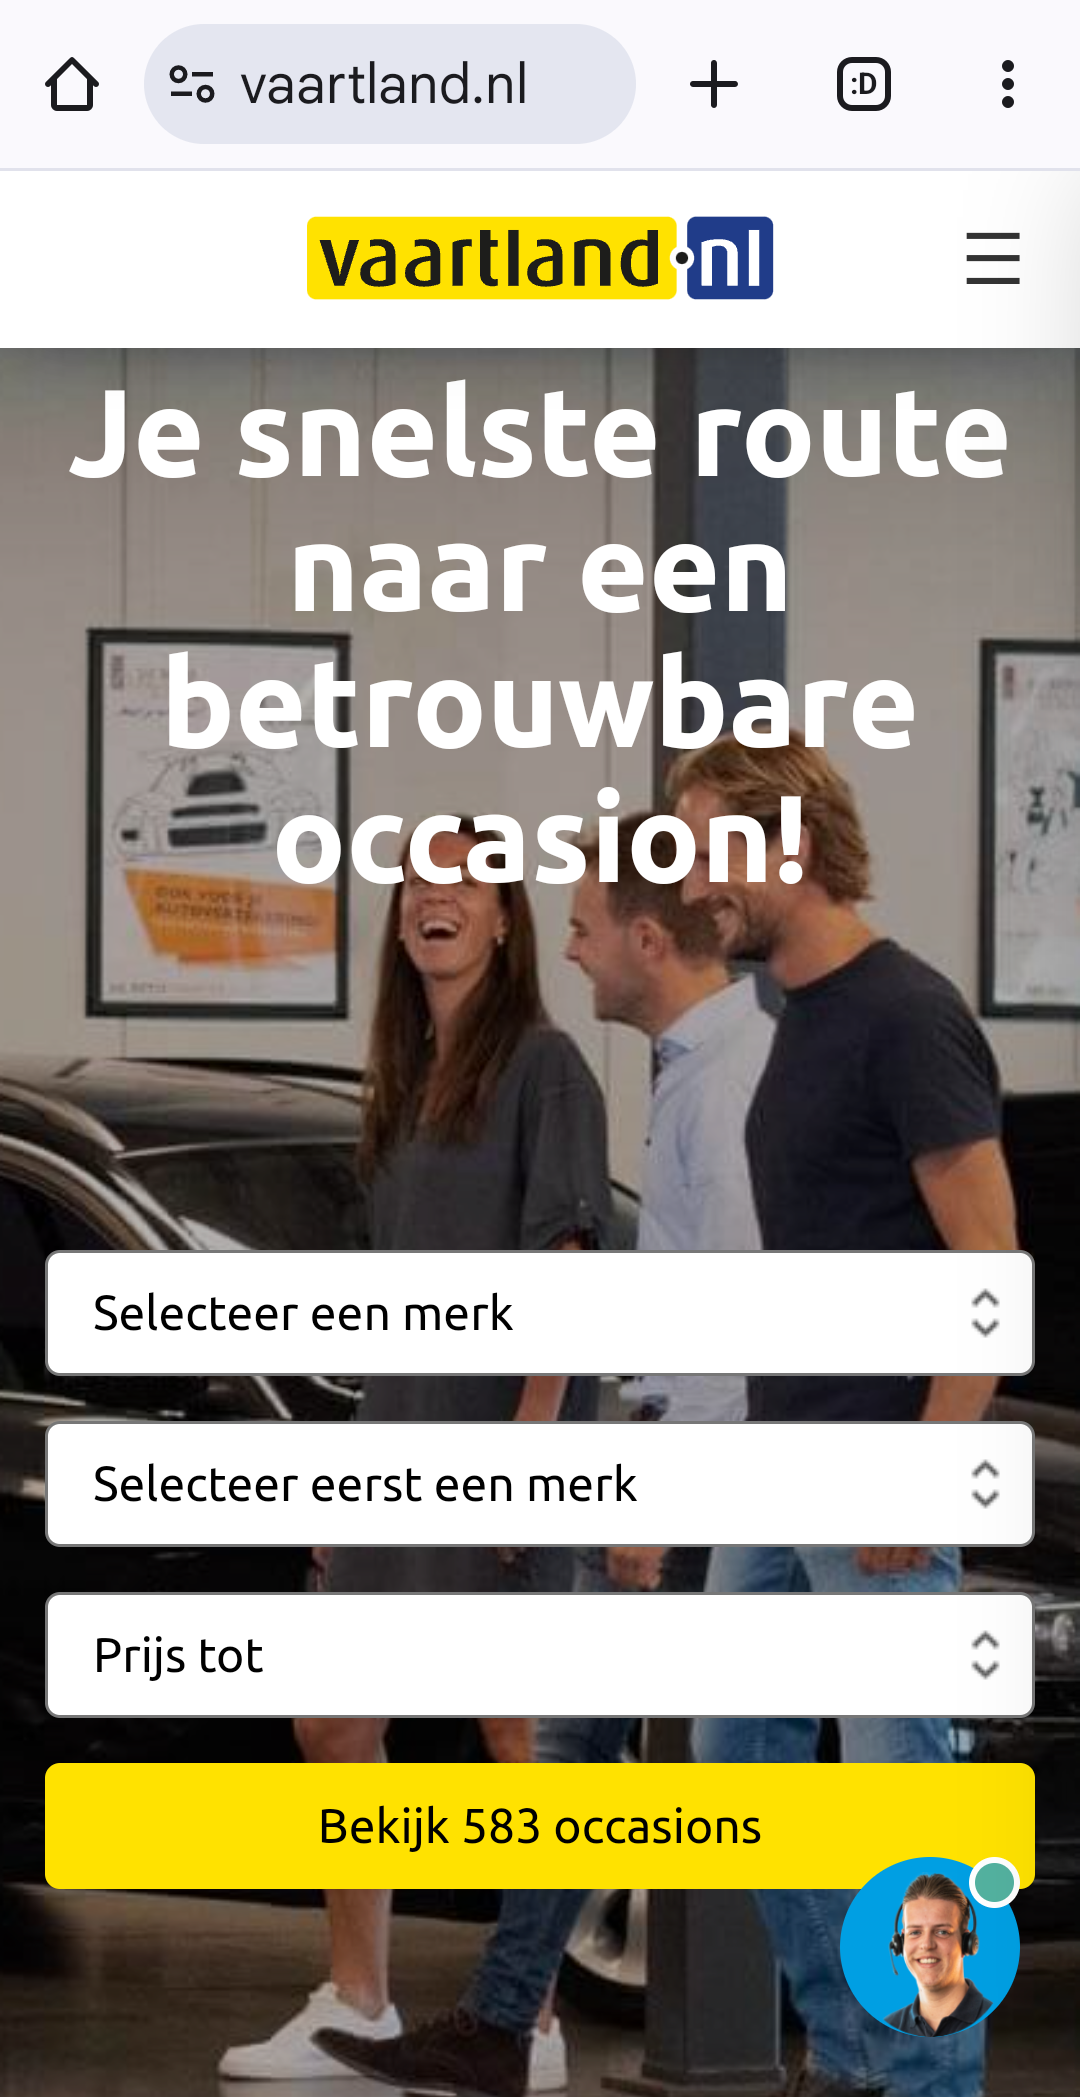 vaartland.nl
:D
vaartland.nl
Je snelste route
naar een
betrouwbare
occasion!
Selecteer een merk
Selecteer eerst een merk
Prijs tot
Bekijk 583 occasions